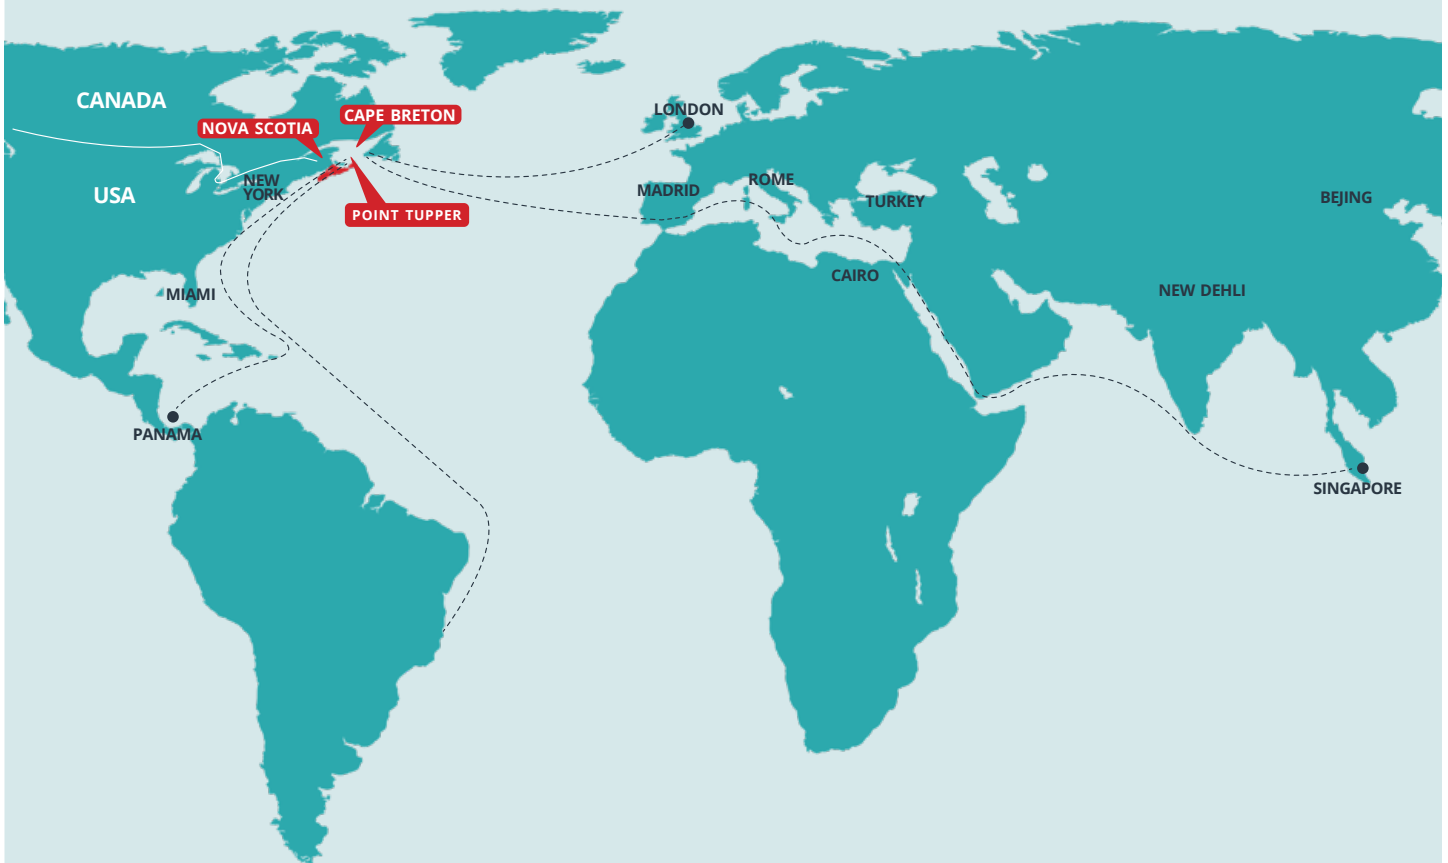 CANADA
LONDON
CAPE BRETON
NOVA SCOTIA
NEW
YORK
USA
ROME
MADRID
TURKEY
BEJING
POINT TUPPER
CAIRO
NEW DEHLI
MIAMI
PANAMA
SINGAPORE